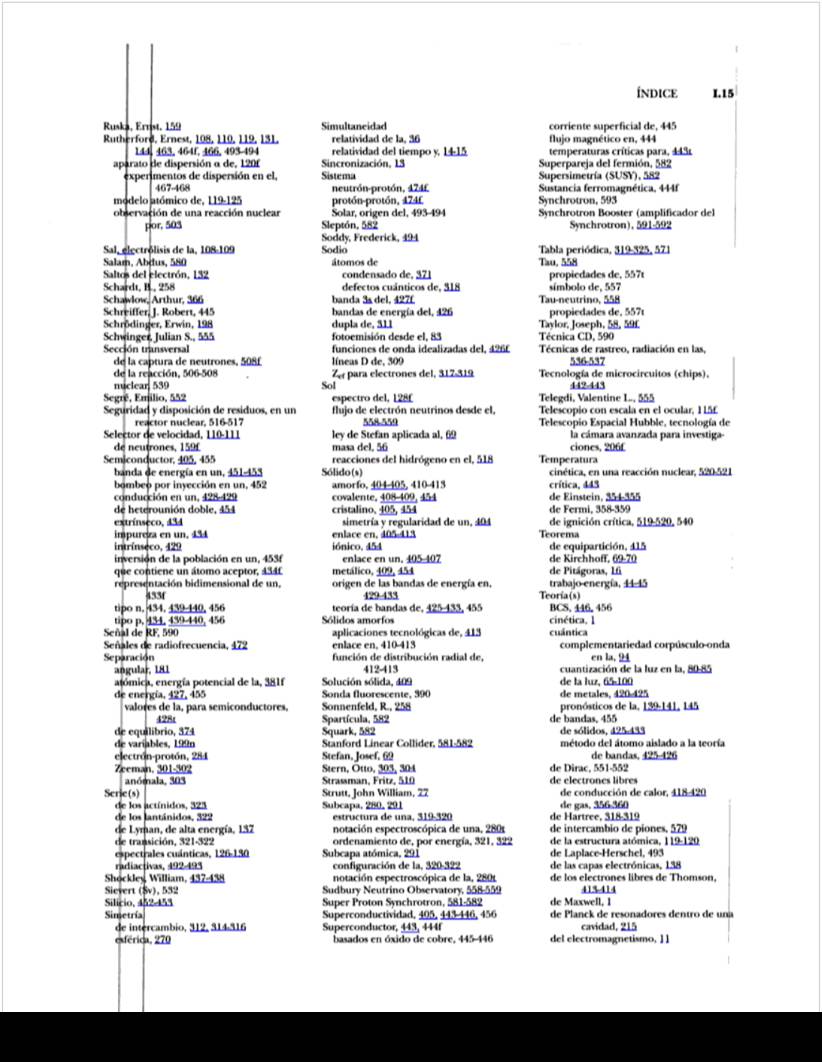 ÍNDICE I.15
Ruska, Ernst, 159
Rutherford, Ernest, 108, 110, 119, 131,
144, 463, 464f, 466, 493-494
aparato de dispersión α de, 120f
experimentos de dispersión en el,
467-468
modelo atómico de, 119-125
observación de una reacción nuclear
por, 503
Sal, electrólisis de la, 108-109
Salam, Abdus, 580
Saltos del electrón, 132
Schardt, B., 258
Schawlow, Arthur, 366
Schreiffer, J. Robert, 445
Schrödinger, Erwin, 198
Schwinger, Julian S., 555
Sección transversal
de la captura de neutrones, 508f
de la reacción, 506-508
nuclear, 539
Segrè, Emilio, 552
Seguridad y disposición de residuos, en un
reactor nuclear, 516-517
Selector de velocidad, 110-111
de neutrones, 159f
Semiconductor, 405, 455
banda de energía en un, 451-453
bombeo por inyección en un, 452
conducción en un, 428-429
de heterounión doble, 454
extrínseco, 434
impureza en un, 434
intrínseco, 429
inversión de la población en un, 453f
que contiene un átomo aceptor, 434f
representación bidimensional de un,
433f
tipo n, 434, 439-440, 456
tipo p, 434, 439-440, 456
Señal de RF, 590
Señales de radiofrecuencia, 472
Separación
angular, 181
atómica, energía potencial de la, 381f
de energía, 427, 455
valores de la, para semiconductores,
428t
de equilibrio, 374
de variables, 199n
electrón-protón, 284
Zeeman, 301-302
anómala, 303
Serie(s)
de los actínidos, 323
de los lantánidos, 322
de Lyman, de alta energía, 137
de transición, 321-322
espectrales cuánticas, 126-130
radiactivas, 492-493
Shockley, William, 437-438
Sievert (Sv), 532
Silicio, 452-453
Simetría
de intercambio, 312, 314-316
esférica, 270
Simultaneidad
relatividad de la, 36
relatividad del tiempo y, 14-15
Sincronización, 13
Sistema
neutrón-protón, 474f
protón-protón, 474f
Solar, origen del, 493-494
Sleptón, 582
Soddy, Frederick, 494
Sodio
átomos de
condensado de, 371
defectos cuánticos de, 318
banda 3s del, 427f
bandas de energía del, 426
dupla de, 311
fotoemisión desde el, 83
funciones de onda idealizadas del, 426f
líneas D de, 309
Zef para electrones del, 317-319
Sol
espectro del, 128f
flujo de electrón neutrinos desde el,
558-559
ley de Stefan aplicada al, 69
masa del, 56
reacciones del hidrógeno en el, 518
Sólido(s)
amorfo, 404-405, 410-413
covalente, 408-409, 454
cristalino, 405, 454
simetría y regularidad de un, 404
enlace en, 405-413
iónico, 454
enlace en un, 405-407
metálico, 409, 454
origen de las bandas de energía en,
429-433
teoría de bandas de, 425-433, 455
Sólidos amorfos
aplicaciones tecnológicas de, 413
enlace en, 410-413
función de distribución radial de,
412-413
Solución sólida, 409
Sonda fluorescente, 390
Sonnenfeld, R., 258
Spartícula, 582
Squark, 582
Stanford Linear Collider, 581-582
Stefan, Josef, 69
Stern, Otto, 303, 304
Strassman, Fritz, 510
Strutt, John William, 77
Subcapa, 280, 291
estructura de una, 319-320
notación espectroscópica de una, 280t
ordenamiento de, por energía, 321, 322
Subcapa atómica, 291
configuración de la, 320-322
notación espectroscópica de la, 280t
Sudbury Neutrino Observatory, 558-559
Super Proton Synchrotron, 581-582
Superconductividad, 405, 443-446, 456
Superconductor, 443, 444f
basados en óxido de cobre, 445-446
corriente superficial de, 445
flujo magnético en, 444
temperaturas críticas para, 443t
Superpareja del fermión, 582
Supersimetría (SUSY), 582
Sustancia ferromagnética, 444f
Synchrotron, 593
Synchrotron Booster (amplificador del
Synchrotron), 591-592
Tabla periódica, 319-325, 571
Tau, 558
propiedades de, 557t
símbolo de, 557
Tau-neutrino, 558
propiedades de, 557t
Taylor, Joseph, 58, 59f
Técnica CD, 590
Técnicas de rastreo, radiación en las,
536-537
Tecnología de microcircuitos (chips),
442-443
Telegdi, Valentine L., 555
Telescopio con escala en el ocular, 115f
Telescopio Espacial Hubble, tecnología de
la cámara avanzada para investiga-
ciones, 206f
Temperatura
cinética, en una reacción nuclear, 520-521
crítica, 443
de Einstein, 354-355
de Fermi, 358-359
de ignición crítica, 519-520, 540
Teorema
de equipartición, 415
de Kirchhoff, 69-70
de Pitágoras, 16
trabajo-energía, 44-45
Teoría(s)
BCS, 446, 456
cinética, 1
cuántica
complementariedad corpúsculo-onda
en la, 94
cuantización de la luz en la, 80-85
de la luz, 65-100
de metales, 420-425
pronósticos de la, 139-141, 145
de bandas, 455
de sólidos, 425-433
método del átomo aislado a la teoría
de bandas, 425-426
de Dirac, 551-552
de electrones libres
de conducción de calor, 418-420
de gas, 356-360
de Hartree, 318-319
de intercambio de piones, 579
de la estructura atómica, 119-120
de Laplace-Herschel, 493
de las capas electrónicas, 138
de los electrones libres de Thomson,
413-414
de Maxwell, 1
de Planck de resonadores dentro de una
cavidad, 215
del electromagnetismo, 11